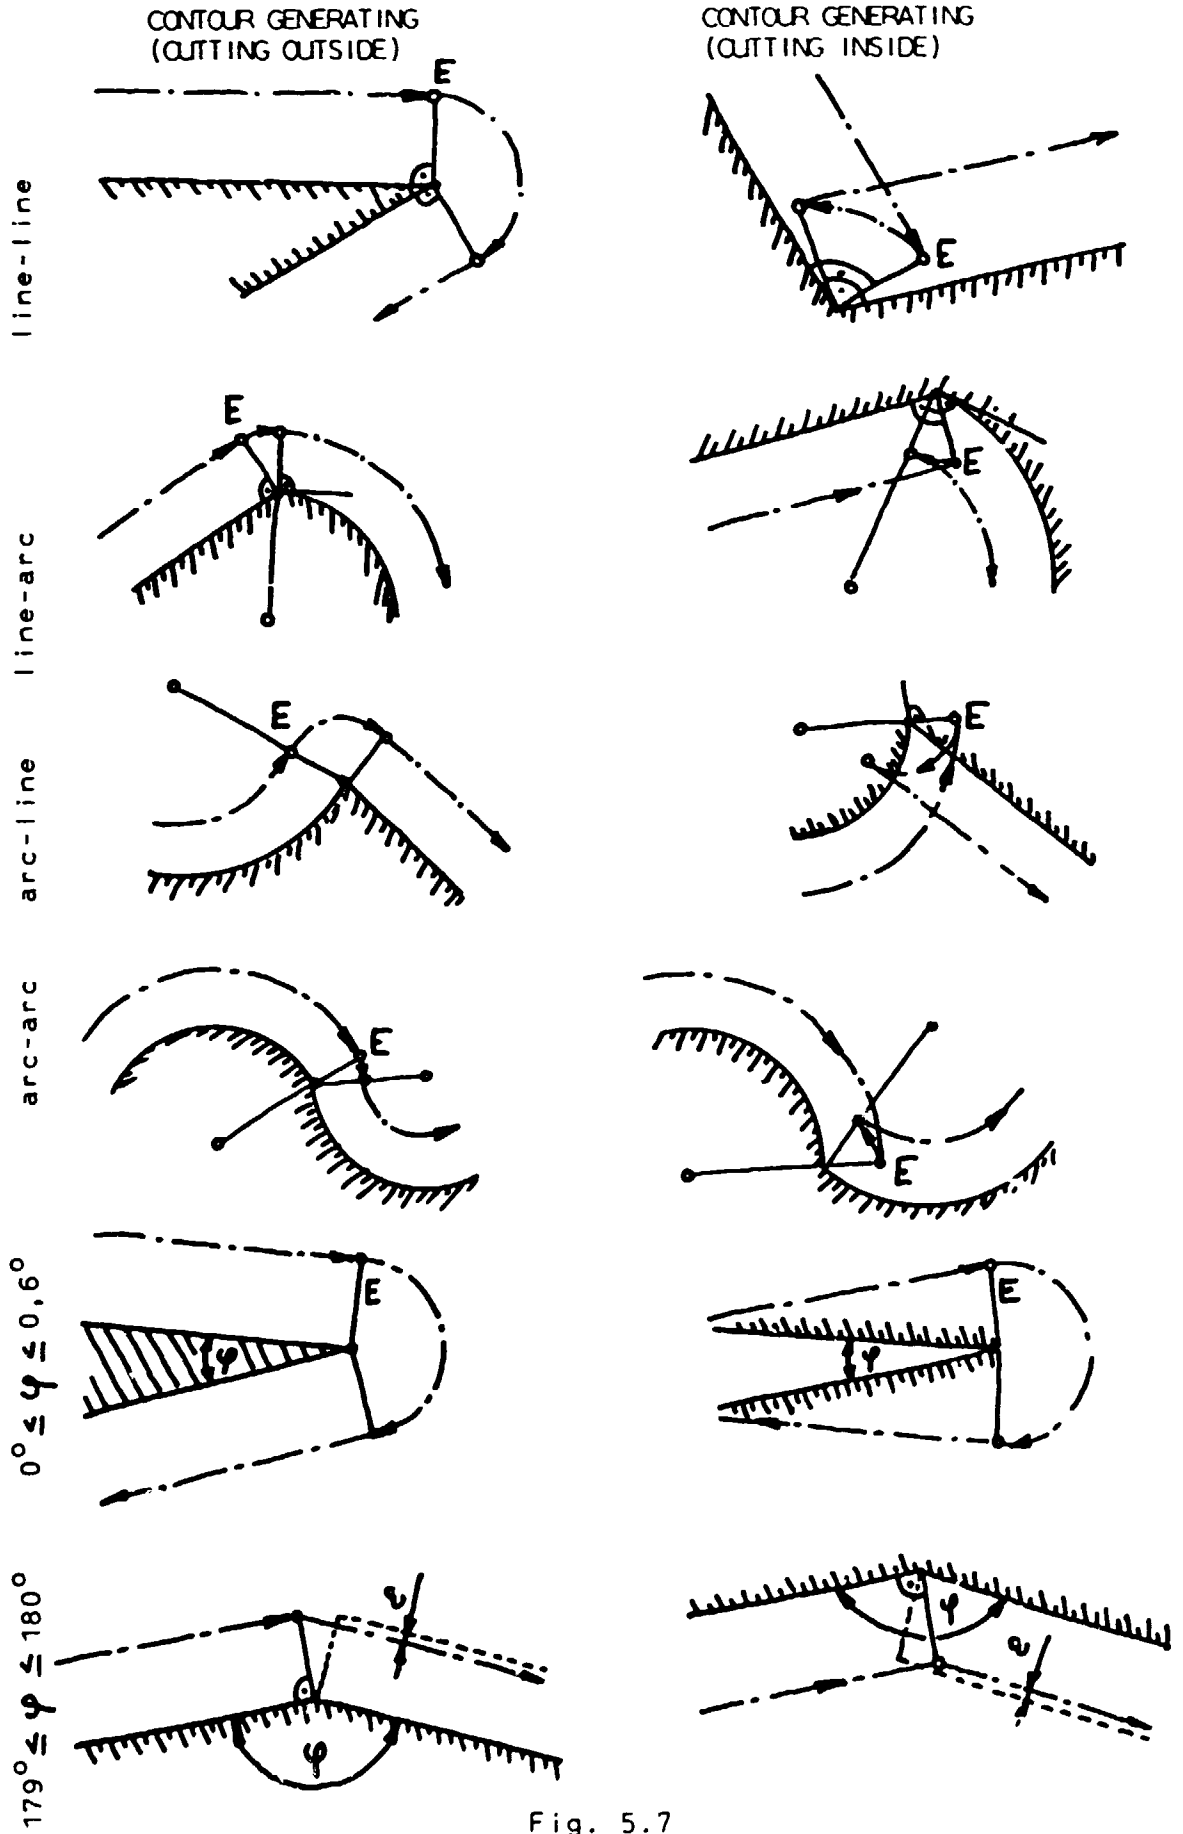 CONTOUR GENERATING
(CUTTING OUTSIDE)
CONTOUR GENERATING
(CUTTING INSIDE)
line-line
E
E
line-arc
E
E
arc-line
E
E
arc-arc
E
E
0° ≤ φ ≤ 0,6°
E
φ
E
φ
179° ≤ φ ≤ 180°
a
φ
φ
a
Fig. 5.7